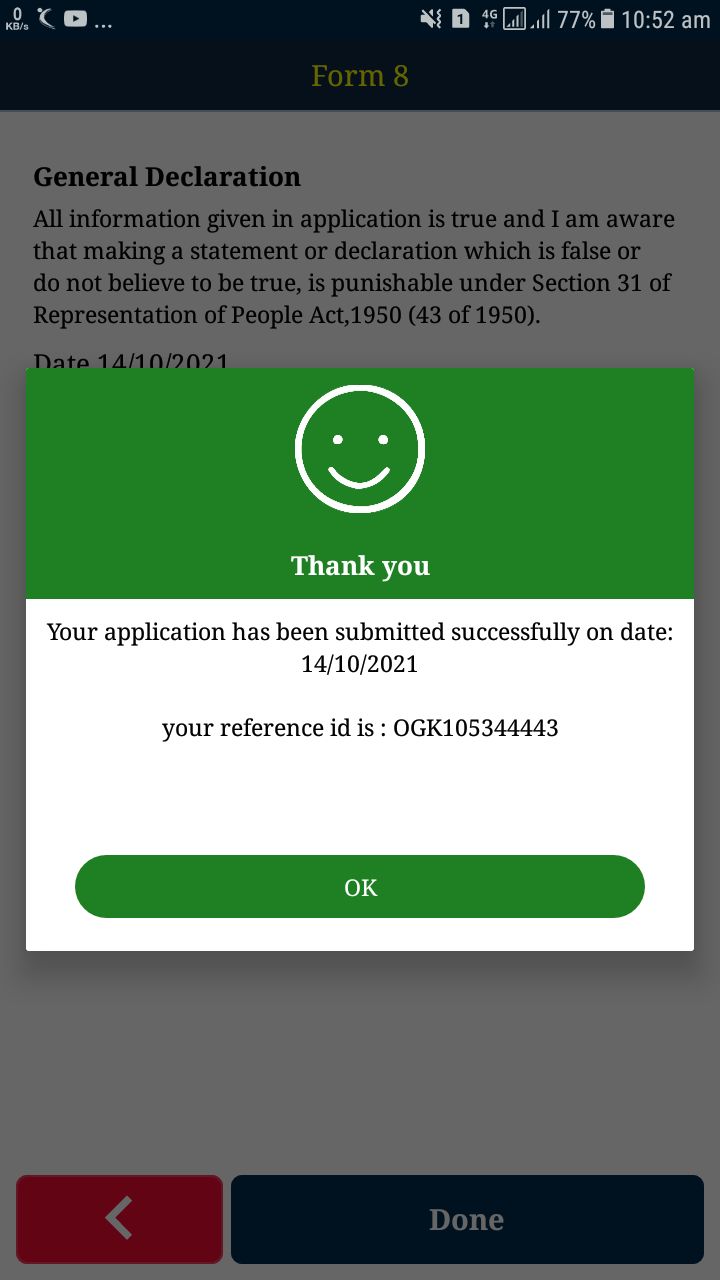 0
KB/s
...
1
4G
77%
10:52 am
Form 8
General Declaration
All information given in application is true and I am aware
that making a statement or declaration which is false or
do not believe to be true, is punishable under Section 31 of
Representation of People Act,1950 (43 of 1950).
Date 14/10/2021
Thank you
Your application has been submitted successfully on date:
14/10/2021
your reference id is : OGK105344443
OK
Done